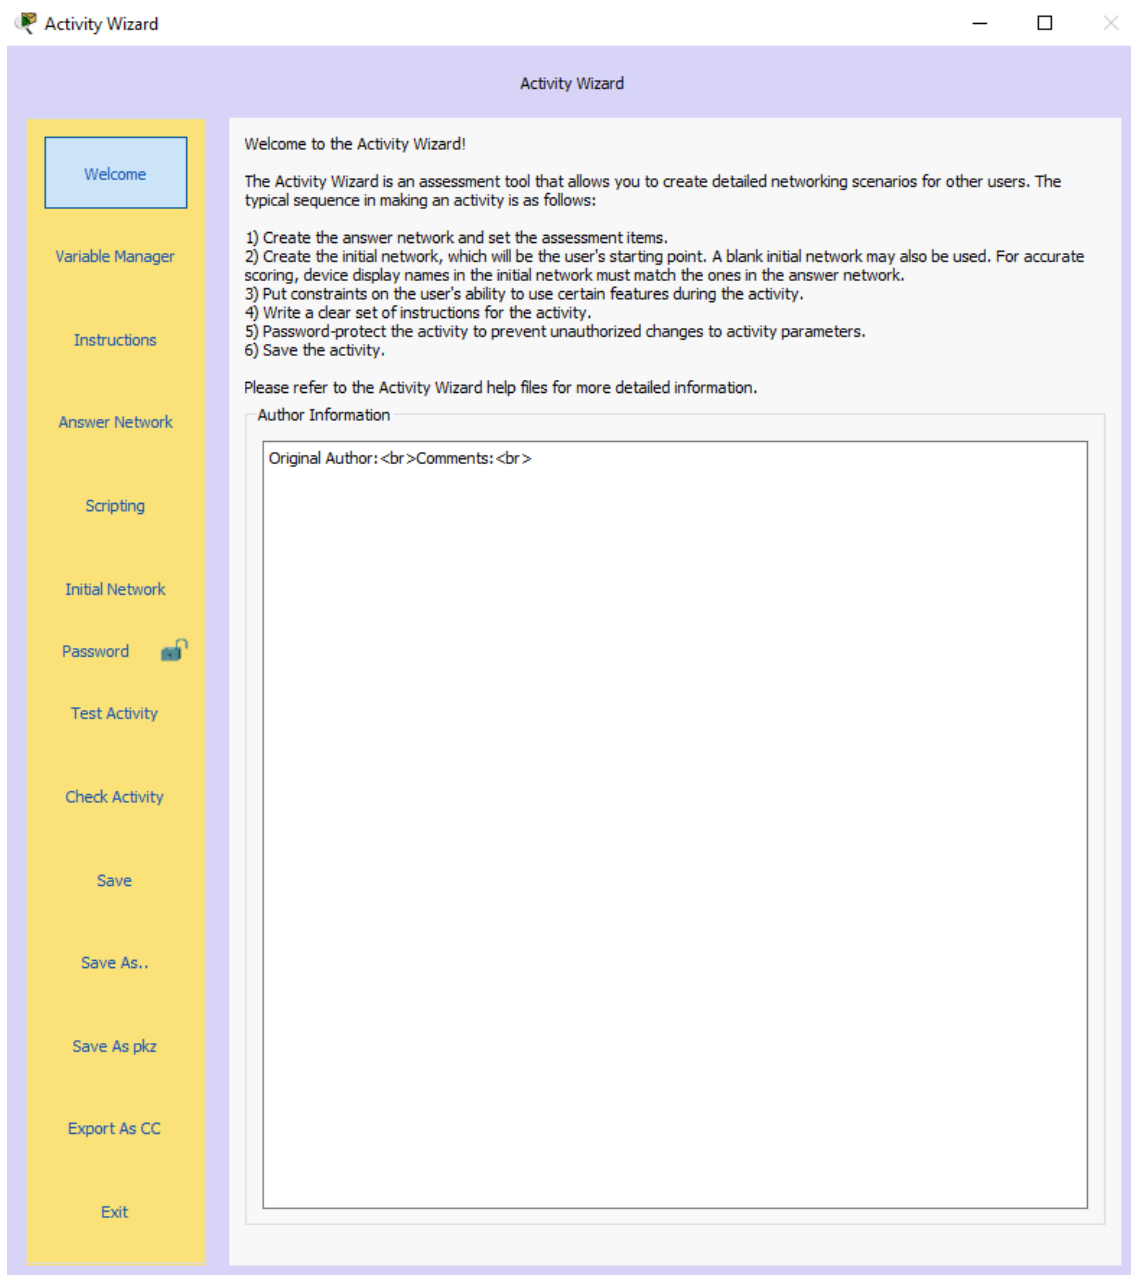 Activity Wizard
Activity Wizard
Welcome
Variable Manager
Instructions
Answer Network
Scripting
Initial Network
Password
Test Activity
Check Activity
Save
Save As..
Save As pkz
Export As CC
Exit
Welcome to the Activity Wizard!
The Activity Wizard is an assessment tool that allows you to create detailed networking scenarios for other users. The
typical sequence in making an activity is as follows:
1) Create the answer network and set the assessment items.
2) Create the initial network, which will be the user's starting point. A blank initial network may also be used. For accurate
scoring, device display names in the initial network must match the ones in the answer network.
3) Put constraints on the user's ability to use certain features during the activity.
4) Write a clear set of instructions for the activity.
5) Password-protect the activity to prevent unauthorized changes to activity parameters.
6) Save the activity.
Please refer to the Activity Wizard help files for more detailed information.
Author Information
Original Author:<br>Comments:<br>